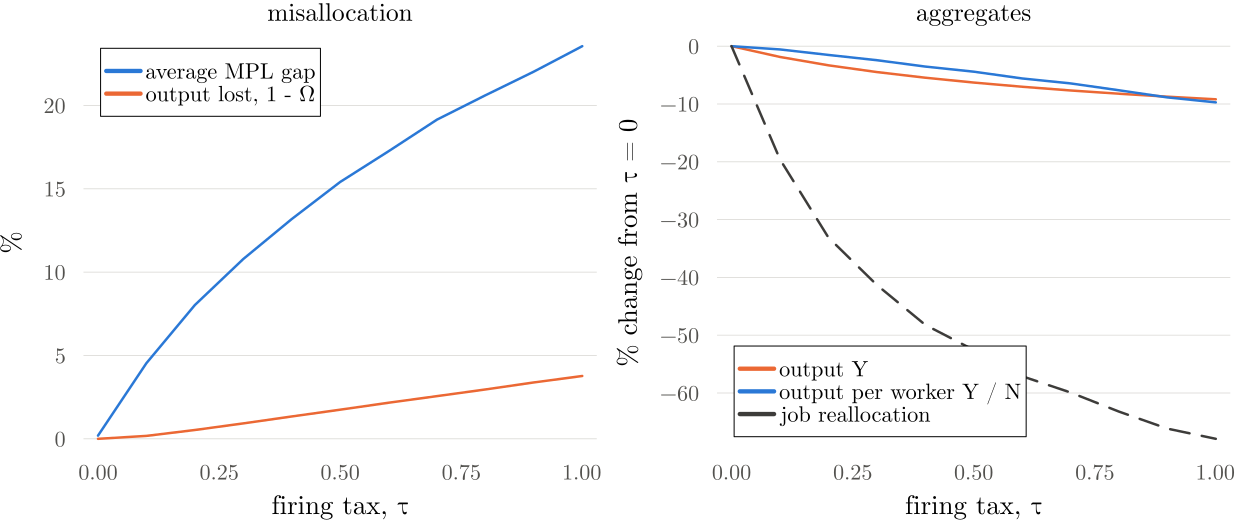 misallocation
average MPL gap
output lost, 1 - Ω
20
15
10
5
0
%
0.00 0.25 0.50 0.75 1.00
firing tax, τ
aggregates
0
−10
−20
−30
−40
−50
−60
% change from τ = 0
output Y
output per worker Y / N
job reallocation
0.00 0.25 0.50 0.75 1.00
firing tax, τ